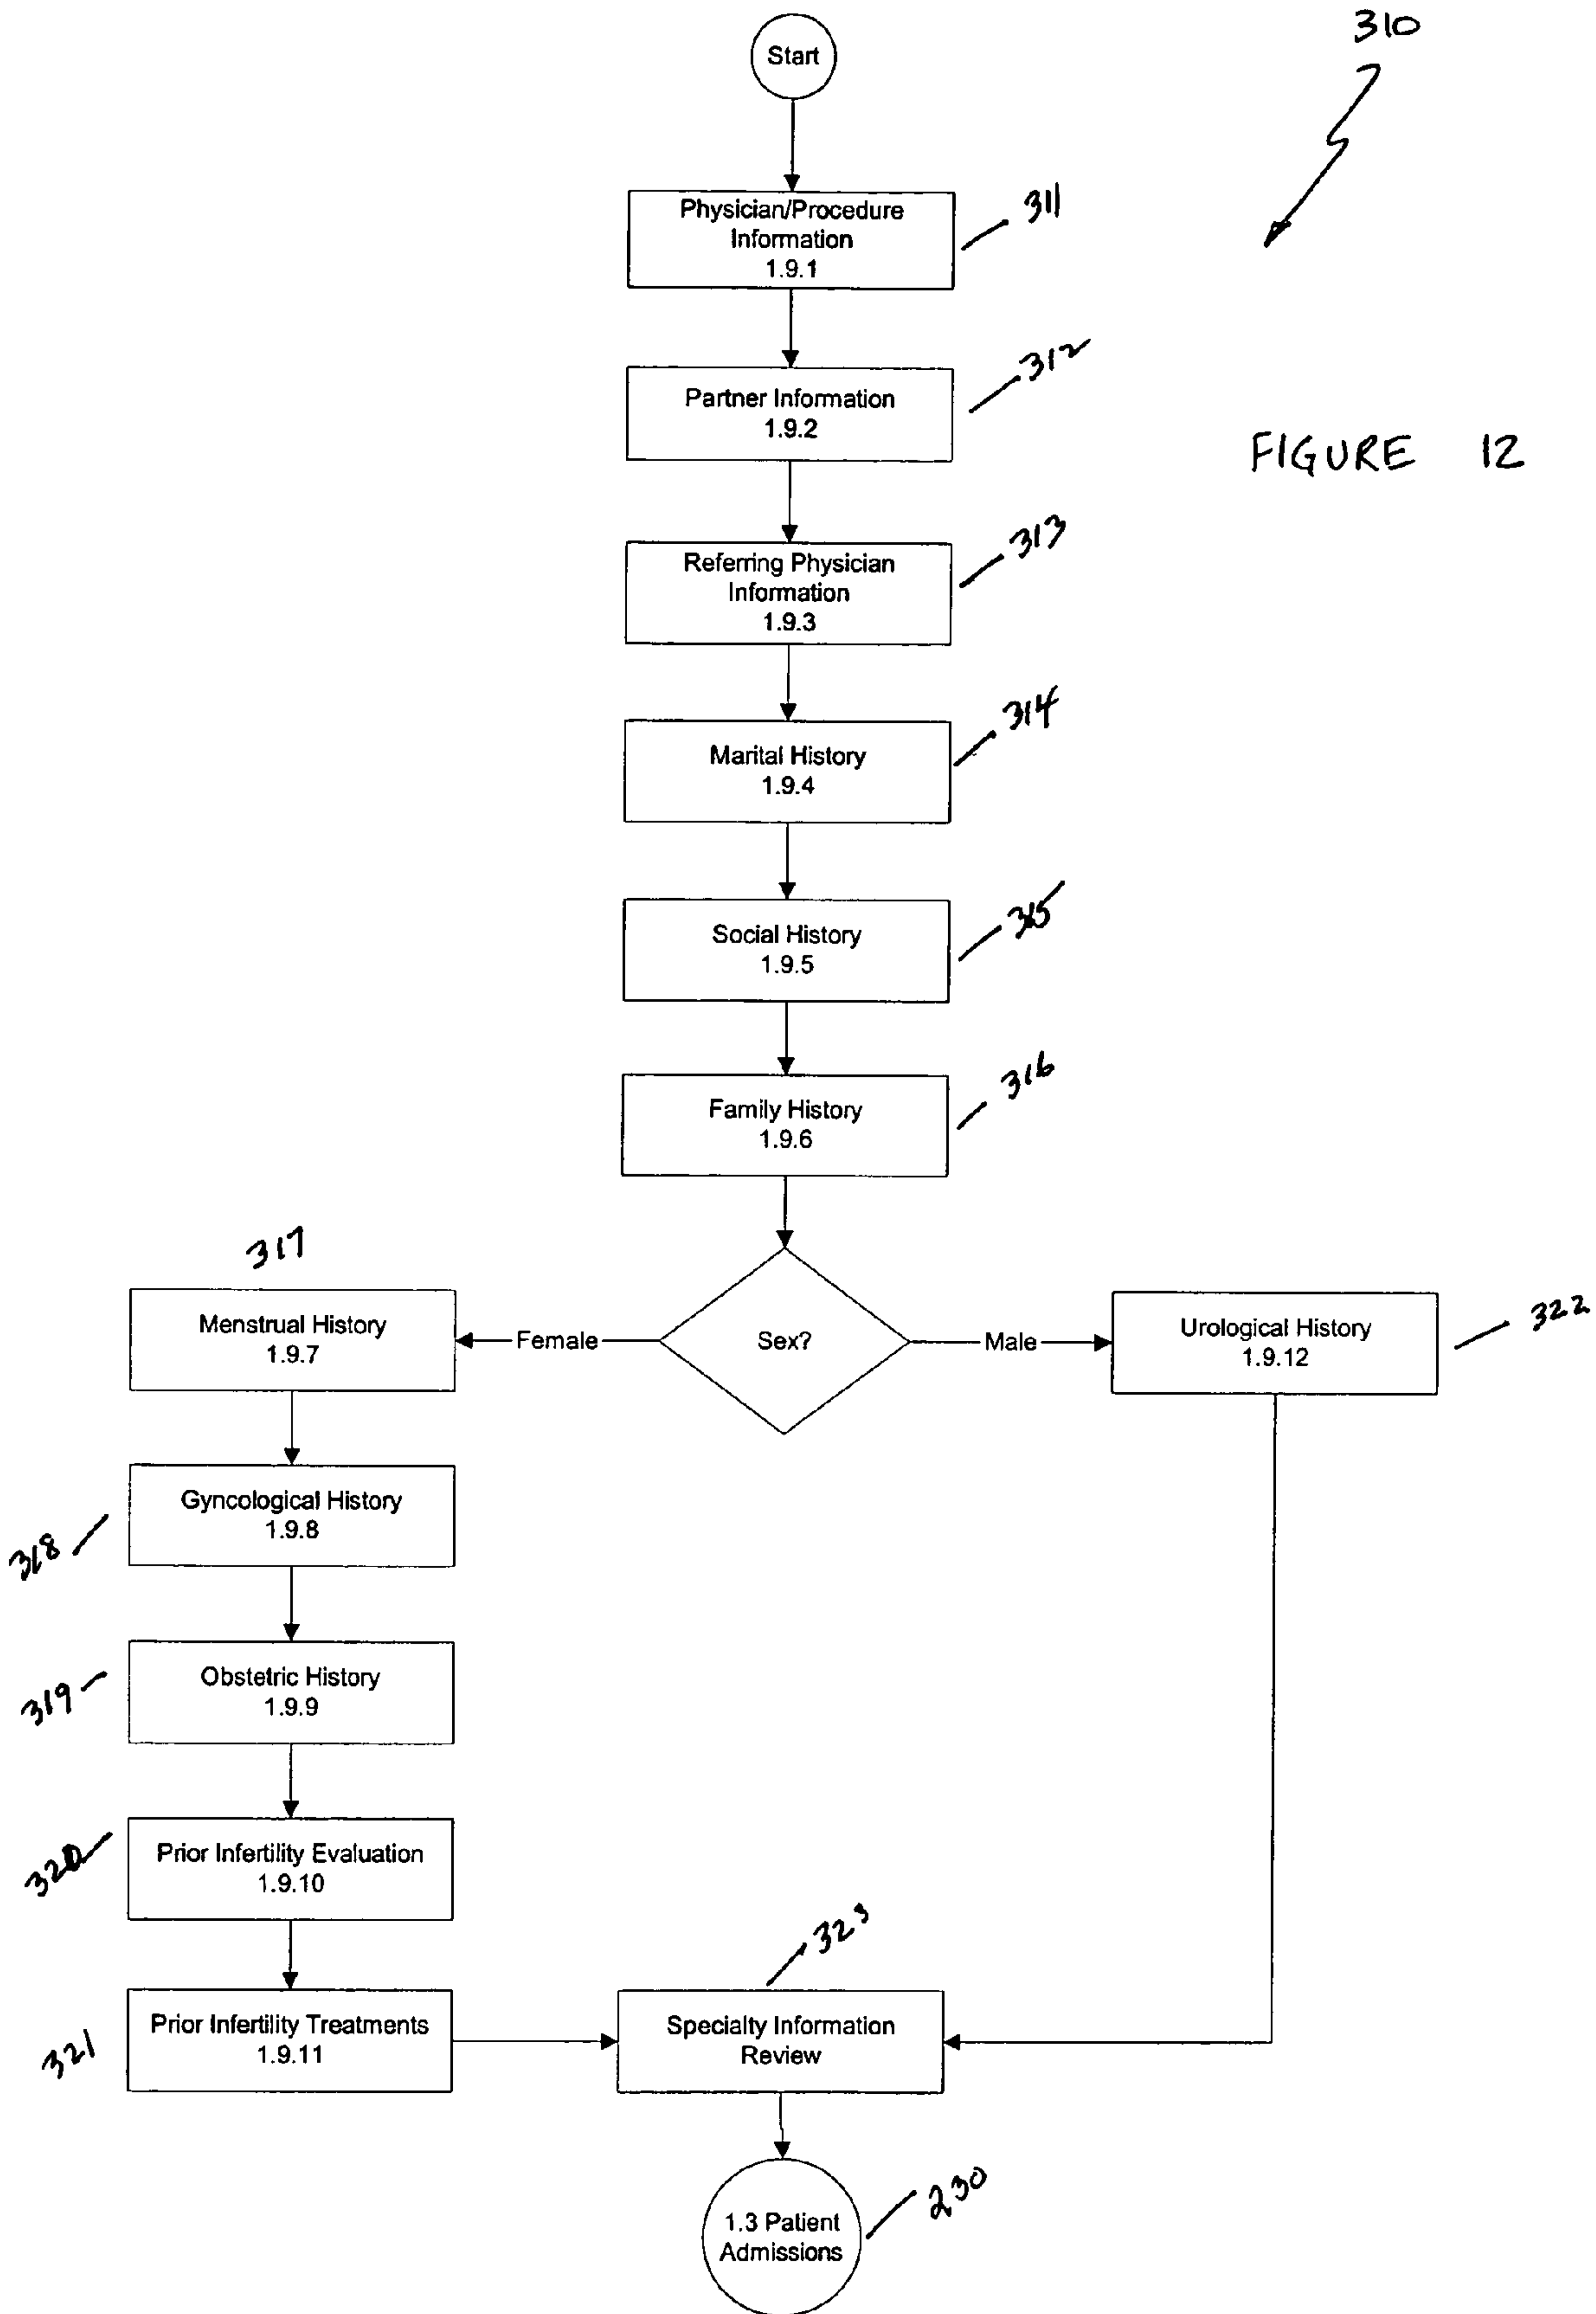 310
Start
Physician/Procedure
Information
1.9.1
311
Partner Information
1.9.2
312
FIGURE 12
Referring Physician
Information
1.9.3
313
Marital History
1.9.4
314
Social History
1.9.5
315
Family History
1.9.6
316
317
Menstrual History
1.9.7
Female
Sex?
Male
Urological History
1.9.12
322
Gyncological History
1.9.8
318
Obstetric History
1.9.9
319
Prior Infertility Evaluation
1.9.10
320
323
Prior Infertility Treatments
1.9.11
321
Specialty Information
Review
1.3 Patient
Admissions
230